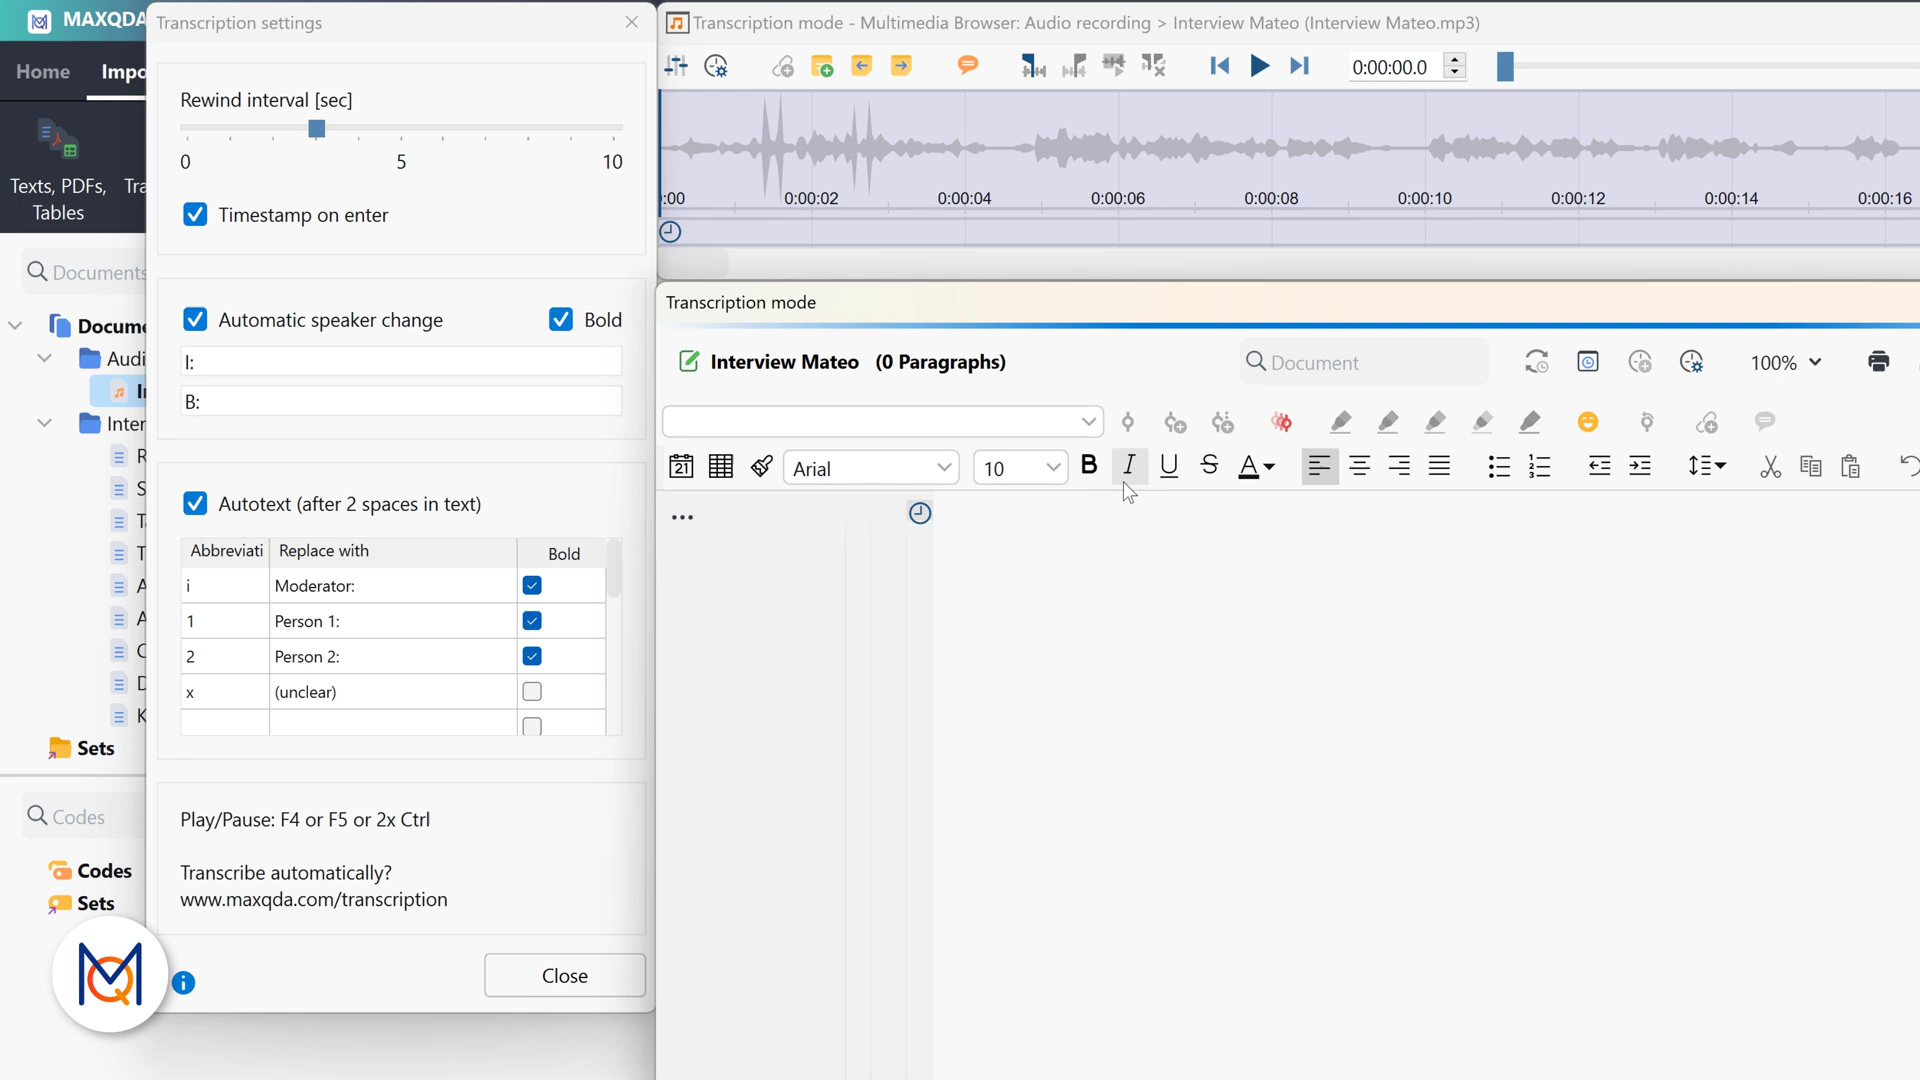 MAXQDA
Home
Impo
Texts, PDFs,
Tables
Tra
Documents
Docume
Audi
Inter
Sets
Codes
Codes
Sets
Transcription settings
Rewind interval [sec]
0 5 10
Timestamp on enter
Automatic speaker change Bold
I:
B:
Autotext (after 2 spaces in text)
Abbreviati Replace with Bold
i Moderator:
1 Person 1:
2 Person 2:
x (unclear)
Play/Pause: F4 or F5 or 2x Ctrl
Transcribe automatically?
www.maxqda.com/transcription
Close
Transcription mode - Multimedia Browser: Audio recording > Interview Mateo (Interview Mateo.mp3)
0:00:00.0
:00 0:00:02 0:00:04 0:00:06 0:00:08 0:00:10 0:00:12 0:00:14 0:00:16
Transcription mode
Interview Mateo (0 Paragraphs)
Document
100%
Arial 10 B I U S A